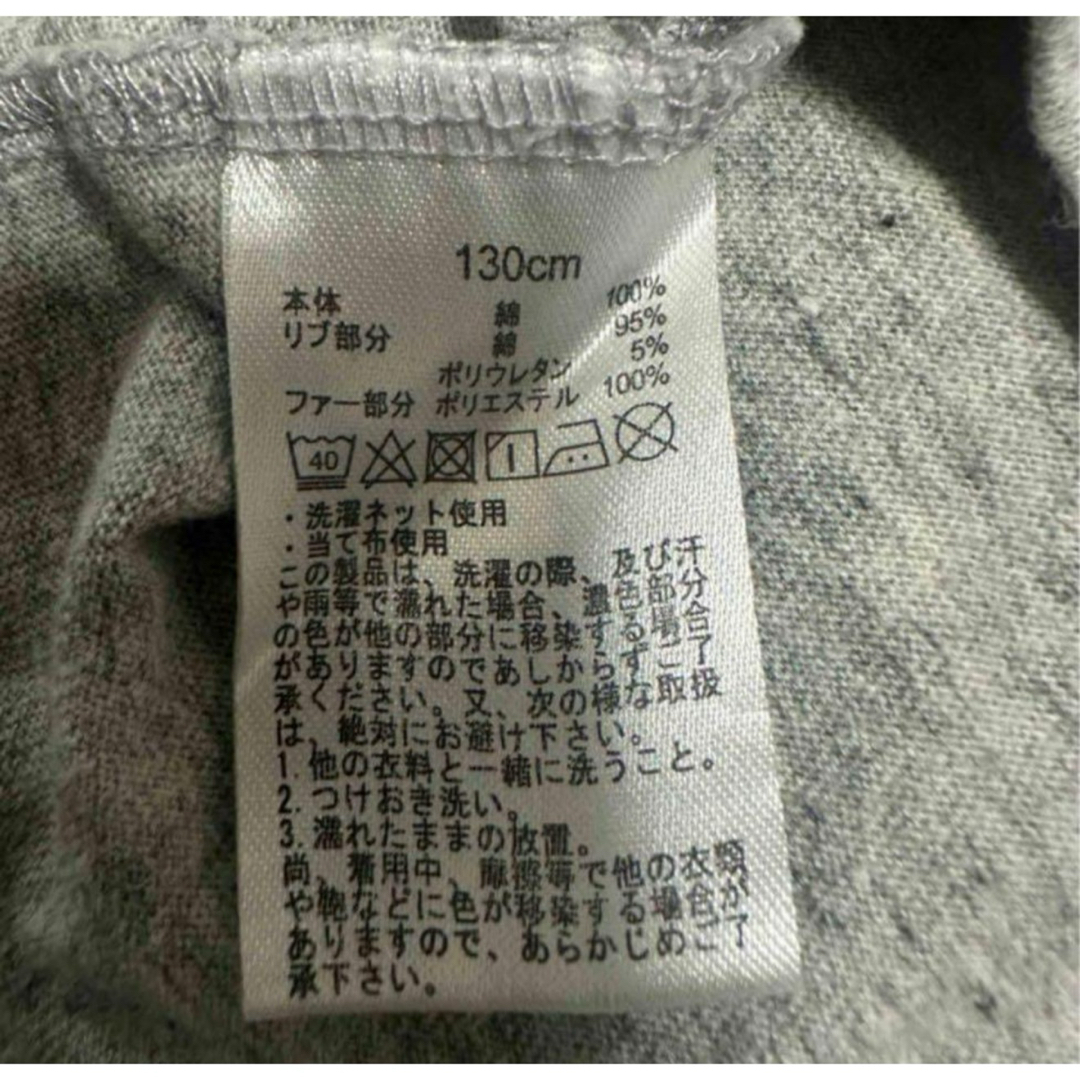 130cm
本体 綿 100%
リブ部分 綿 95%
ポリウレタン 5%
ファー部分 ポリエステル 100%
40
・洗濯ネット使用
・当て布使用
この製品は、洗濯の際、及び汗
や雨等で濡れた場合、濃色部分
の色が他の部分に移染する場合
がありますのであしからずご了
承ください。又、次の様な取扱
は、絶対にお避け下さい。
1. 他の衣料と一緒に洗うこと。
2. つけおき洗い。
3. 濡れたままの放置。
尚、着用中、摩擦等で他の衣類
や鞄などに色が移染する場合が
ありますので、あらかじめご了
承下さい。